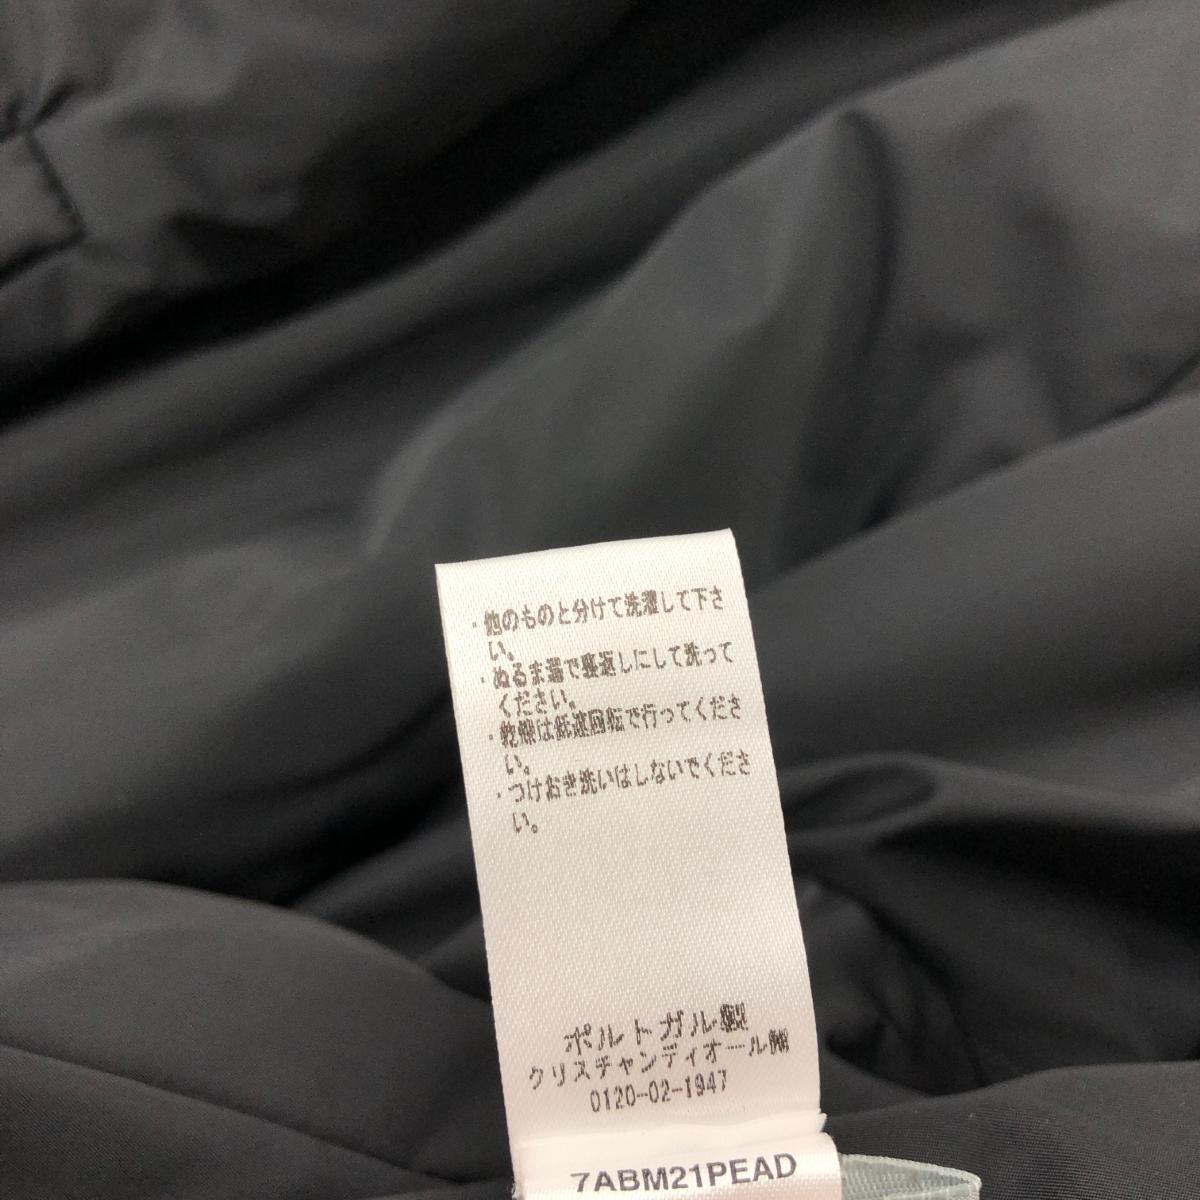 ・他のものと分けて洗濯して下さ
い。
・ぬるま湯で裏返しにして洗って
ください。
・乾燥は低速回転で行ってくださ
い。
・つけおき洗いはしないでくださ
い。
ポルトガル製
クリスチャンディオール㈱
0120-02-1947
7ABM21PEAD